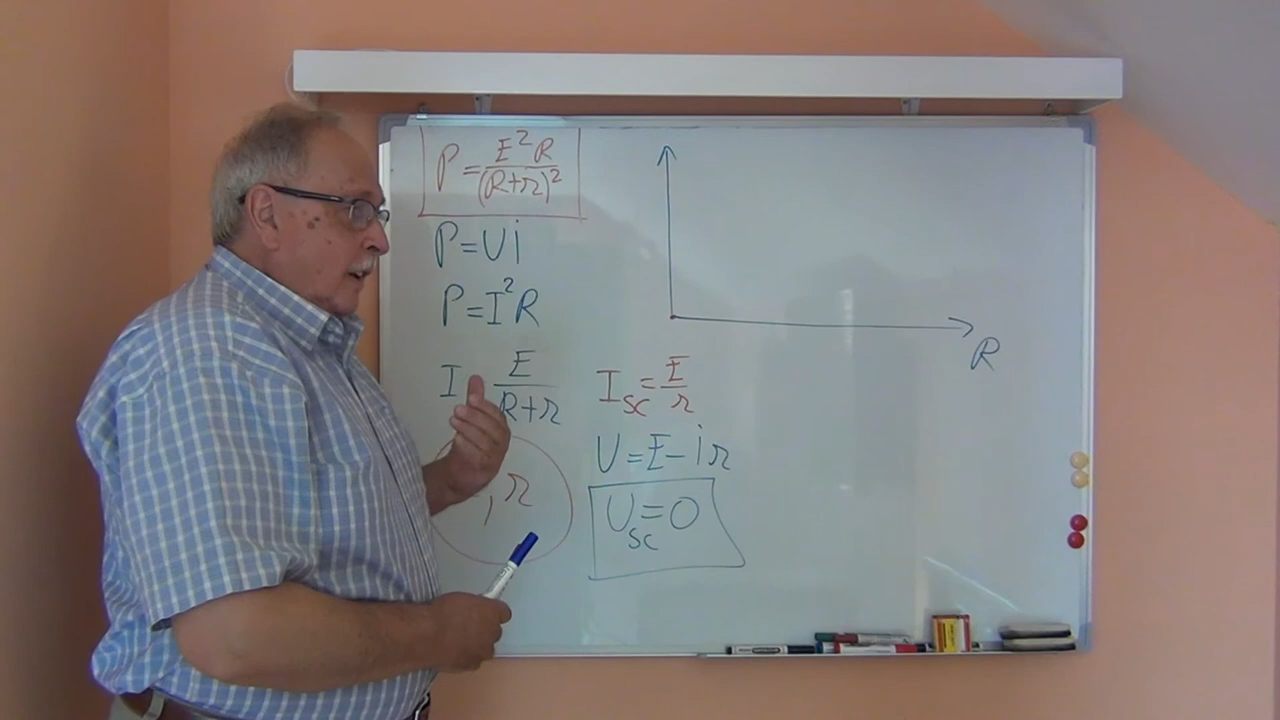 P = E²R/(R+r)²
P = Ui
P = I²R
I = E/(R+r)
, r
I_sc = E/r
U = E - ir
U_sc = 0
R